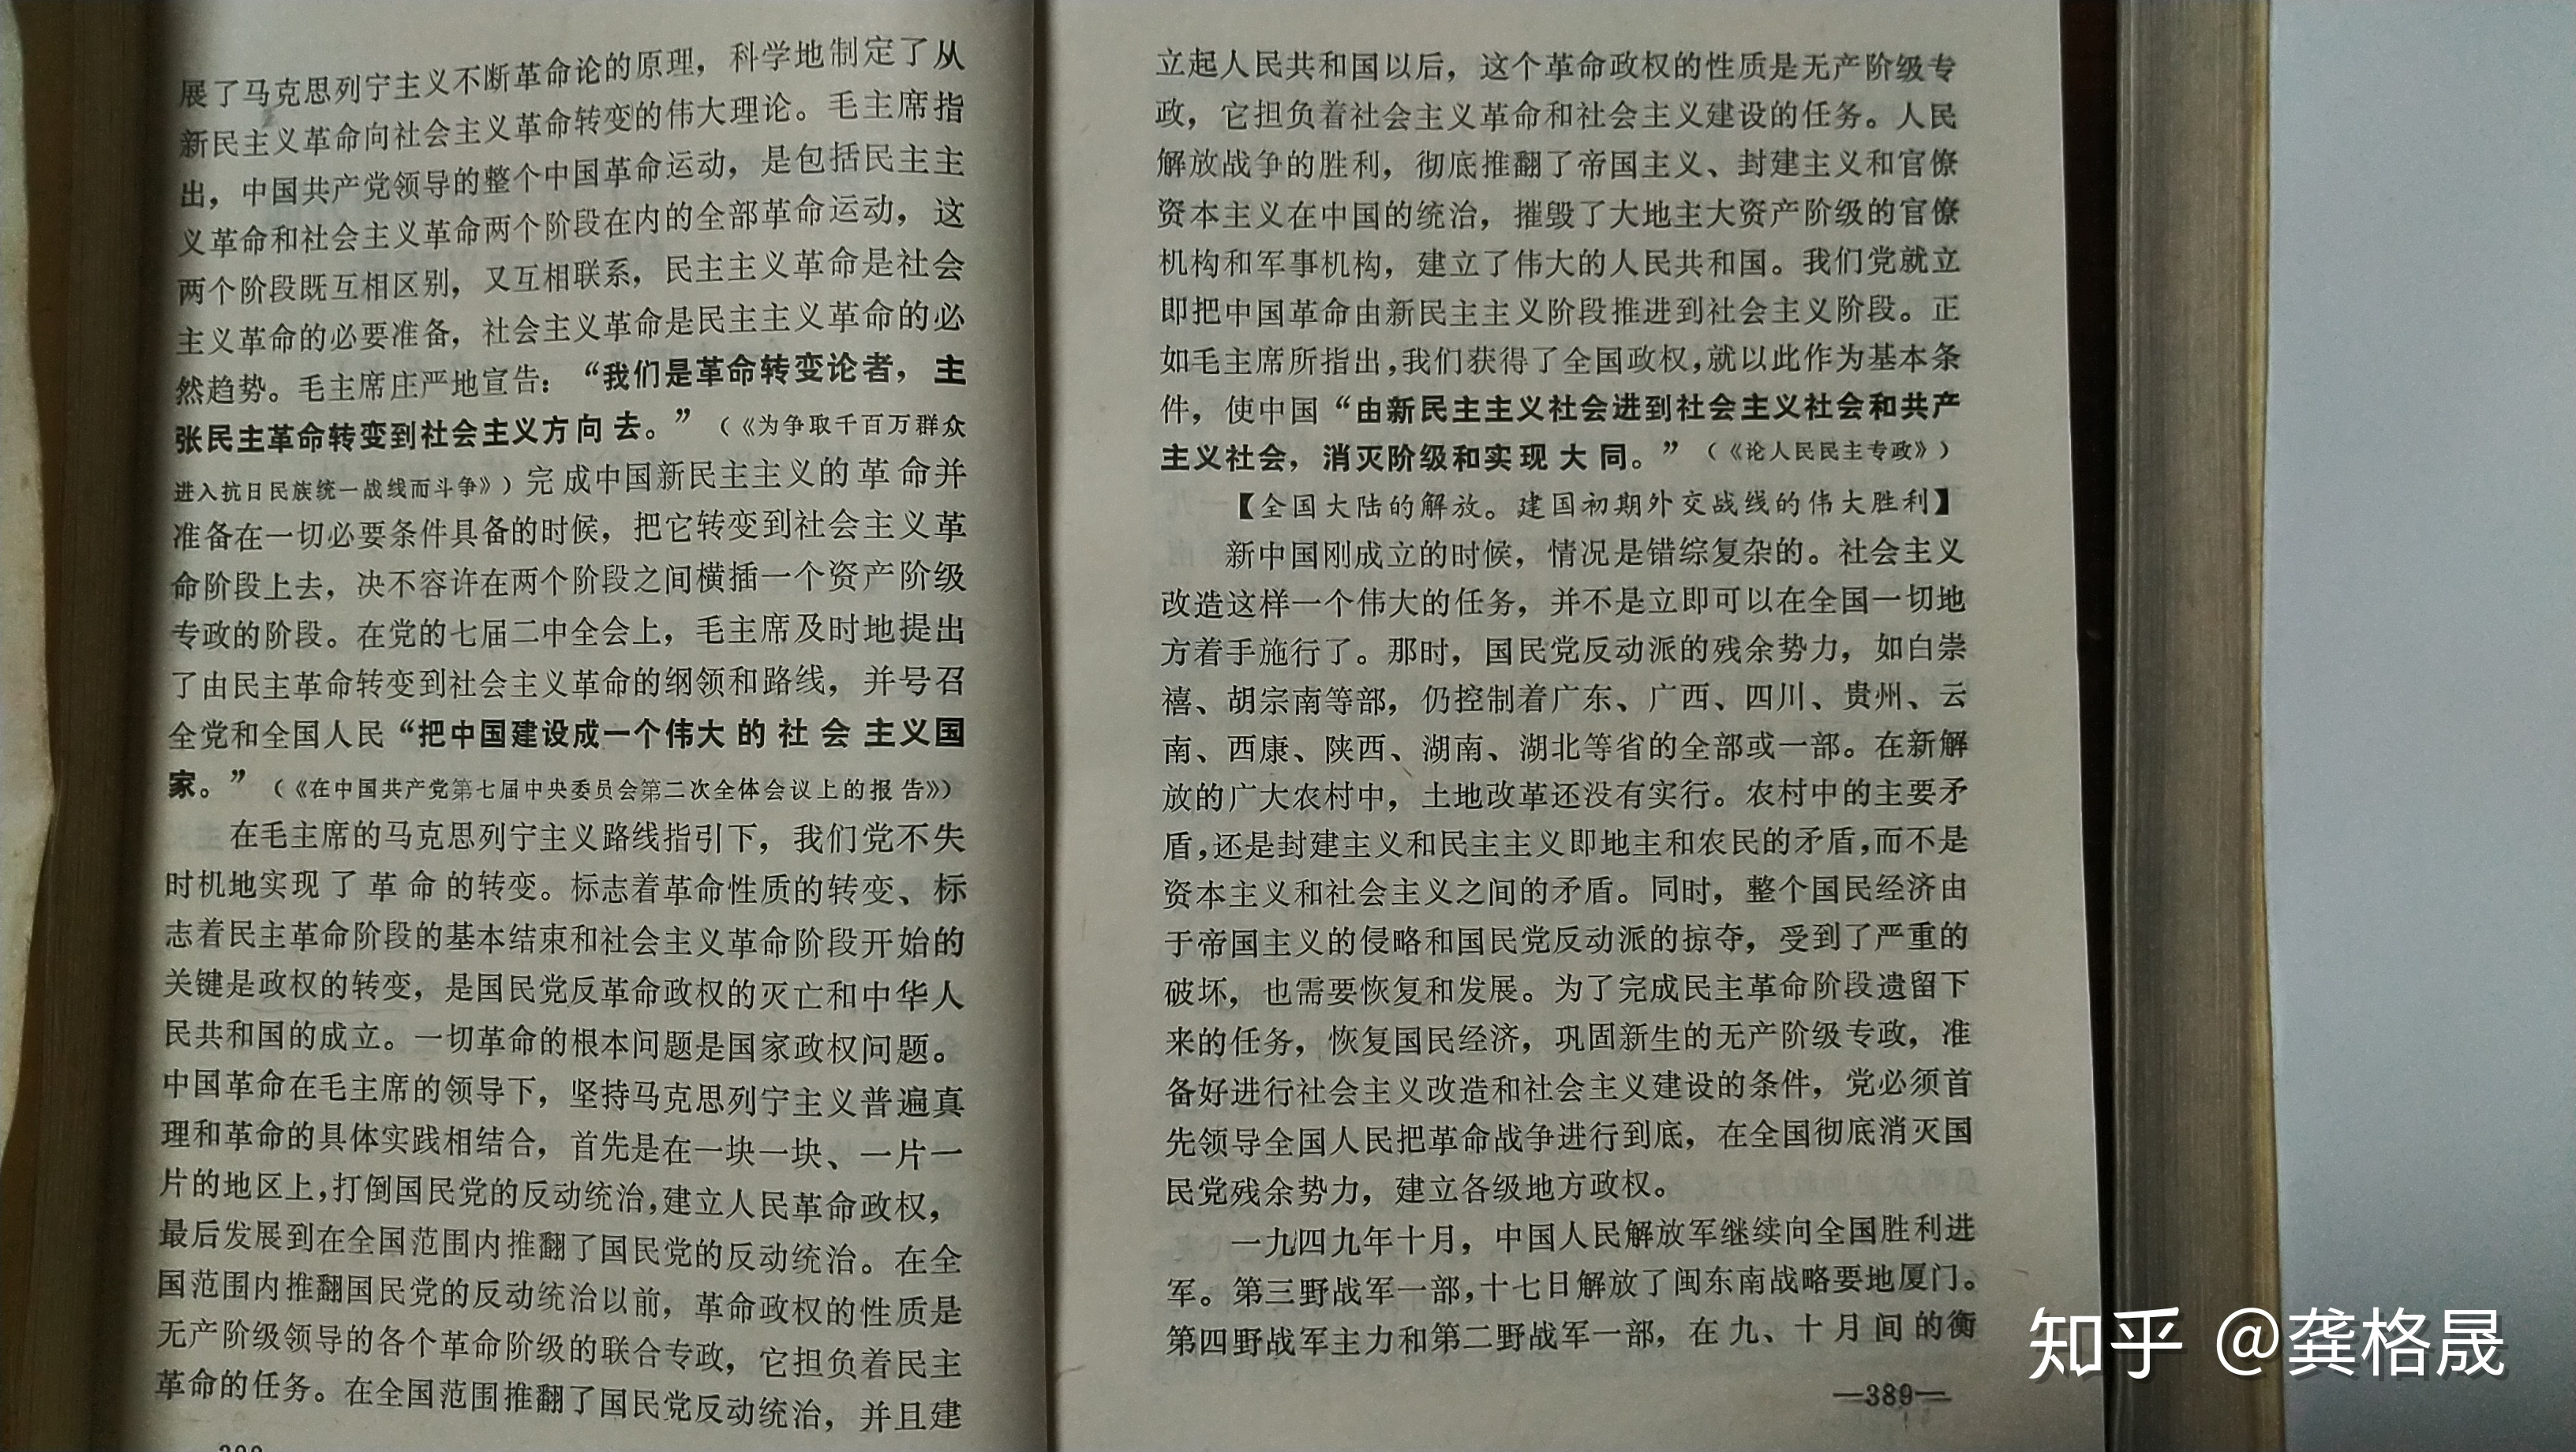 展了马克思列宁主义不断革命论的原理，科学地制定了从
新民主义革命向社会主义革命转变的伟大理论。毛主席指
出，中国共产党领导的整个中国革命运动，是包括民主主
义革命和社会主义革命两个阶段在内的全部革命运动，这
两个阶段既互相区别，又互相联系，民主主义革命是社会
主义革命的必要准备，社会主义革命是民主主义革命的必
然趋势。毛主席庄严地宣告：“我们是革命转变论者，主
张民主革命转变到社会主义方向去。”（《为争取千百万群众
进入抗日民族统一战线而斗争》）完成中国新民主主义的革命并
准备在一切必要条件具备的时候，把它转变到社会主义革
命阶段上去，决不容许在两个阶段之间横插一个资产阶级
专政的阶段。在党的七届二中全会上，毛主席及时地提出
了由民主革命转变到社会主义革命的纲领和路线，并号召
全党和全国人民“把中国建设成一个伟大的社会主义国
家。”（《在中国共产党第七届中央委员会第二次全体会议上的报告》）
在毛主席的马克思列宁主义路线指引下，我们党不失
时机地实现了革命的转变。标志着革命性质的转变、标
志着民主革命阶段的基本结束和社会主义革命阶段开始的
关键是政权的转变，是国民党反革命政权的灭亡和中华人
民共和国的成立。一切革命的根本问题是国家政权问题。
中国革命在毛主席的领导下，坚持马克思列宁主义普遍真
理和革命的具体实践相结合，首先是在一块一块、一片一
片的地区上，打倒国民党的反动统治，建立人民革命政权，
最后发展到在全国范围内推翻了国民党的反动统治。在全
国范围内推翻国民党的反动统治以前，革命政权的性质是
无产阶级领导的各个革命阶级的联合专政，它担负着民主
革命的任务。在全国范围推翻了国民党反动统治，并且建
立起人民共和国以后，这个革命政权的性质是无产阶级专
政，它担负着社会主义革命和社会主义建设的任务。人民
解放战争的胜利，彻底推翻了帝国主义、封建主义和官僚
资本主义在中国的统治，摧毁了大地主大资产阶级的官僚
机构和军事机构，建立了伟大的人民共和国。我们党就立
即把中国革命由新民主主义阶段推进到社会主义阶段。正
如毛主席所指出，我们获得了全国政权，就以此作为基本条
件，使中国“由新民主主义社会进到社会主义社会和共产
主义社会，消灭阶级和实现大同。”（《论人民民主专政》）
【全国大陆的解放。建国初期外交战线的伟大胜利】
新中国刚成立的时候，情况是错综复杂的。社会主义
改造这样一个伟大的任务，并不是立即可以在全国一切地
方着手施行了。那时，国民党反动派的残余势力，如白崇
禧、胡宗南等部，仍控制着广东、广西、四川、贵州、云
南、西康、陕西、湖南、湖北等省的全部或一部。在新解
放的广大农村中，土地改革还没有实行。农村中的主要矛
盾，还是封建主义和民主主义即地主和农民的矛盾，而不是
资本主义和社会主义之间的矛盾。同时，整个国民经济由
于帝国主义的侵略和国民党反动派的掠夺，受到了严重的
破坏，也需要恢复和发展。为了完成民主革命阶段遗留下
来的任务，恢复国民经济，巩固新生的无产阶级专政，准
备好进行社会主义改造和社会主义建设的条件，党必须首
先领导全国人民把革命战争进行到底，在全国彻底消灭国
民党残余势力，建立各级地方政权。
一九四九年十月，中国人民解放军继续向全国胜利进
军。第三野战军一部，十七日解放了闽东南战略要地厦门。
第四野战军主力和第二野战军一部，在九、十月间的衡
—389—
知乎 @龚格晟